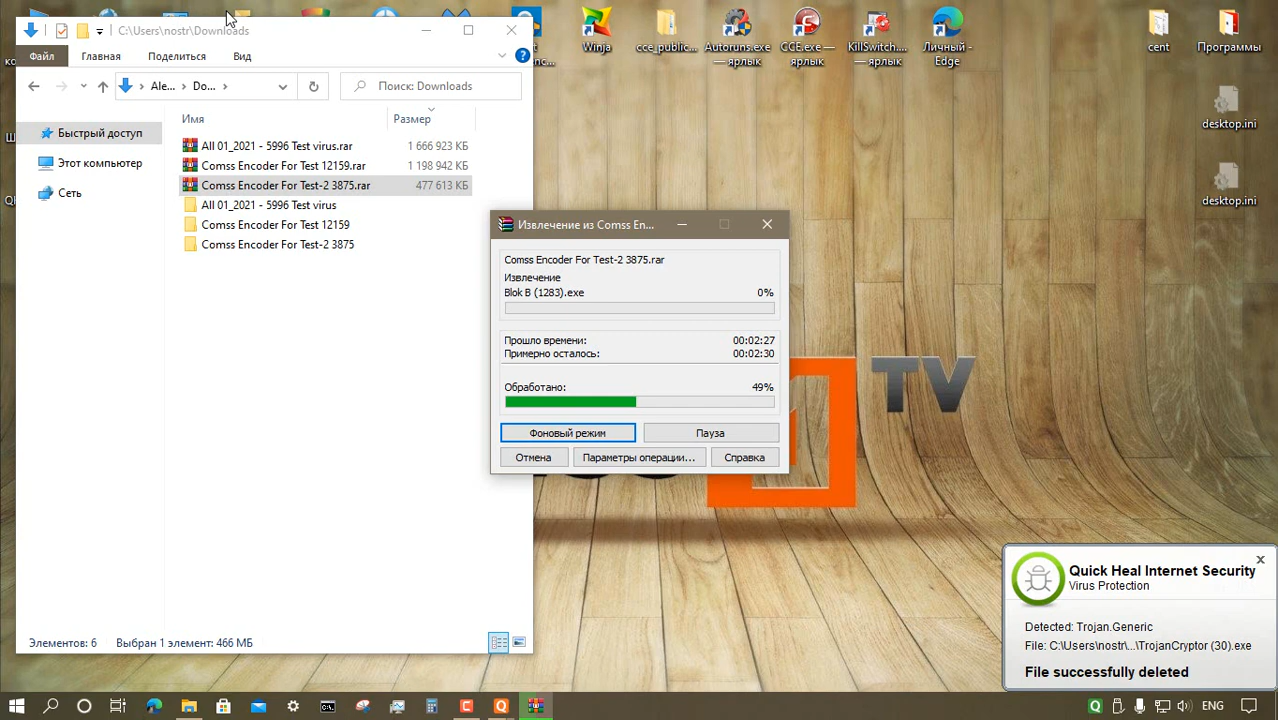 C:\Users\nostr\Downloads
Файл
Главная
Поделиться
Вид
Ale...
Do...
Поиск: Downloads
Имя
Размер
Быстрый доступ
Этот компьютер
Сеть
All 01_2021 - 5996 Test virus.rar
1 666 923 КБ
Comss Encoder For Test 12159.rar
1 198 942 КБ
Comss Encoder For Test-2 3875.rar
477 613 КБ
All 01_2021 - 5996 Test virus
Comss Encoder For Test 12159
Comss Encoder For Test-2 3875
Элементов: 6
Выбран 1 элемент: 466 МБ
Извлечение из Comss En...
Comss Encoder For Test-2 3875.rar
Извлечение
Blok B (1283).exe
0%
Прошло времени:
00:02:27
Примерно осталось:
00:02:30
Обработано:
49%
Фоновый режим
Пауза
Отмена
Параметры операции...
Справка
Winja
cce_public...
Autoruns.exe
— ярлык
CCE.exe —
ярлык
KillSwitch....
— ярлык
Личный -
Edge
cent
Программы
desktop.ini
desktop.ini
TV
Quick Heal Internet Security
Virus Protection
Detected: Trojan.Generic
File: C:\Users\nostr\...\TrojanCryptor (30).exe
File successfully deleted
ENG